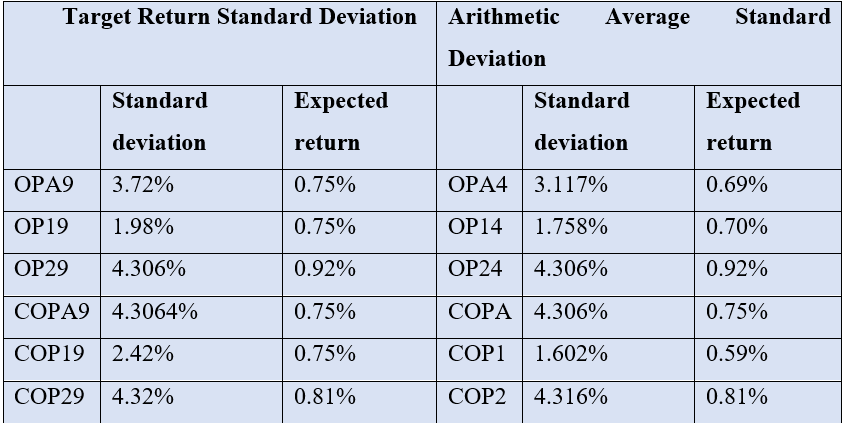 Target Return Standard Deviation
Arithmetic Average Standard
Deviation
Standard
deviation
Expected
return
Standard
deviation
Expected
return
OPA9 3.72% 0.75% OPA4 3.117% 0.69%
OP19 1.98% 0.75% OP14 1.758% 0.70%
OP29 4.306% 0.92% OP24 4.306% 0.92%
COPA9 4.3064% 0.75% COPA 4.306% 0.75%
COP19 2.42% 0.75% COP1 1.602% 0.59%
COP29 4.32% 0.81% COP2 4.316% 0.81%